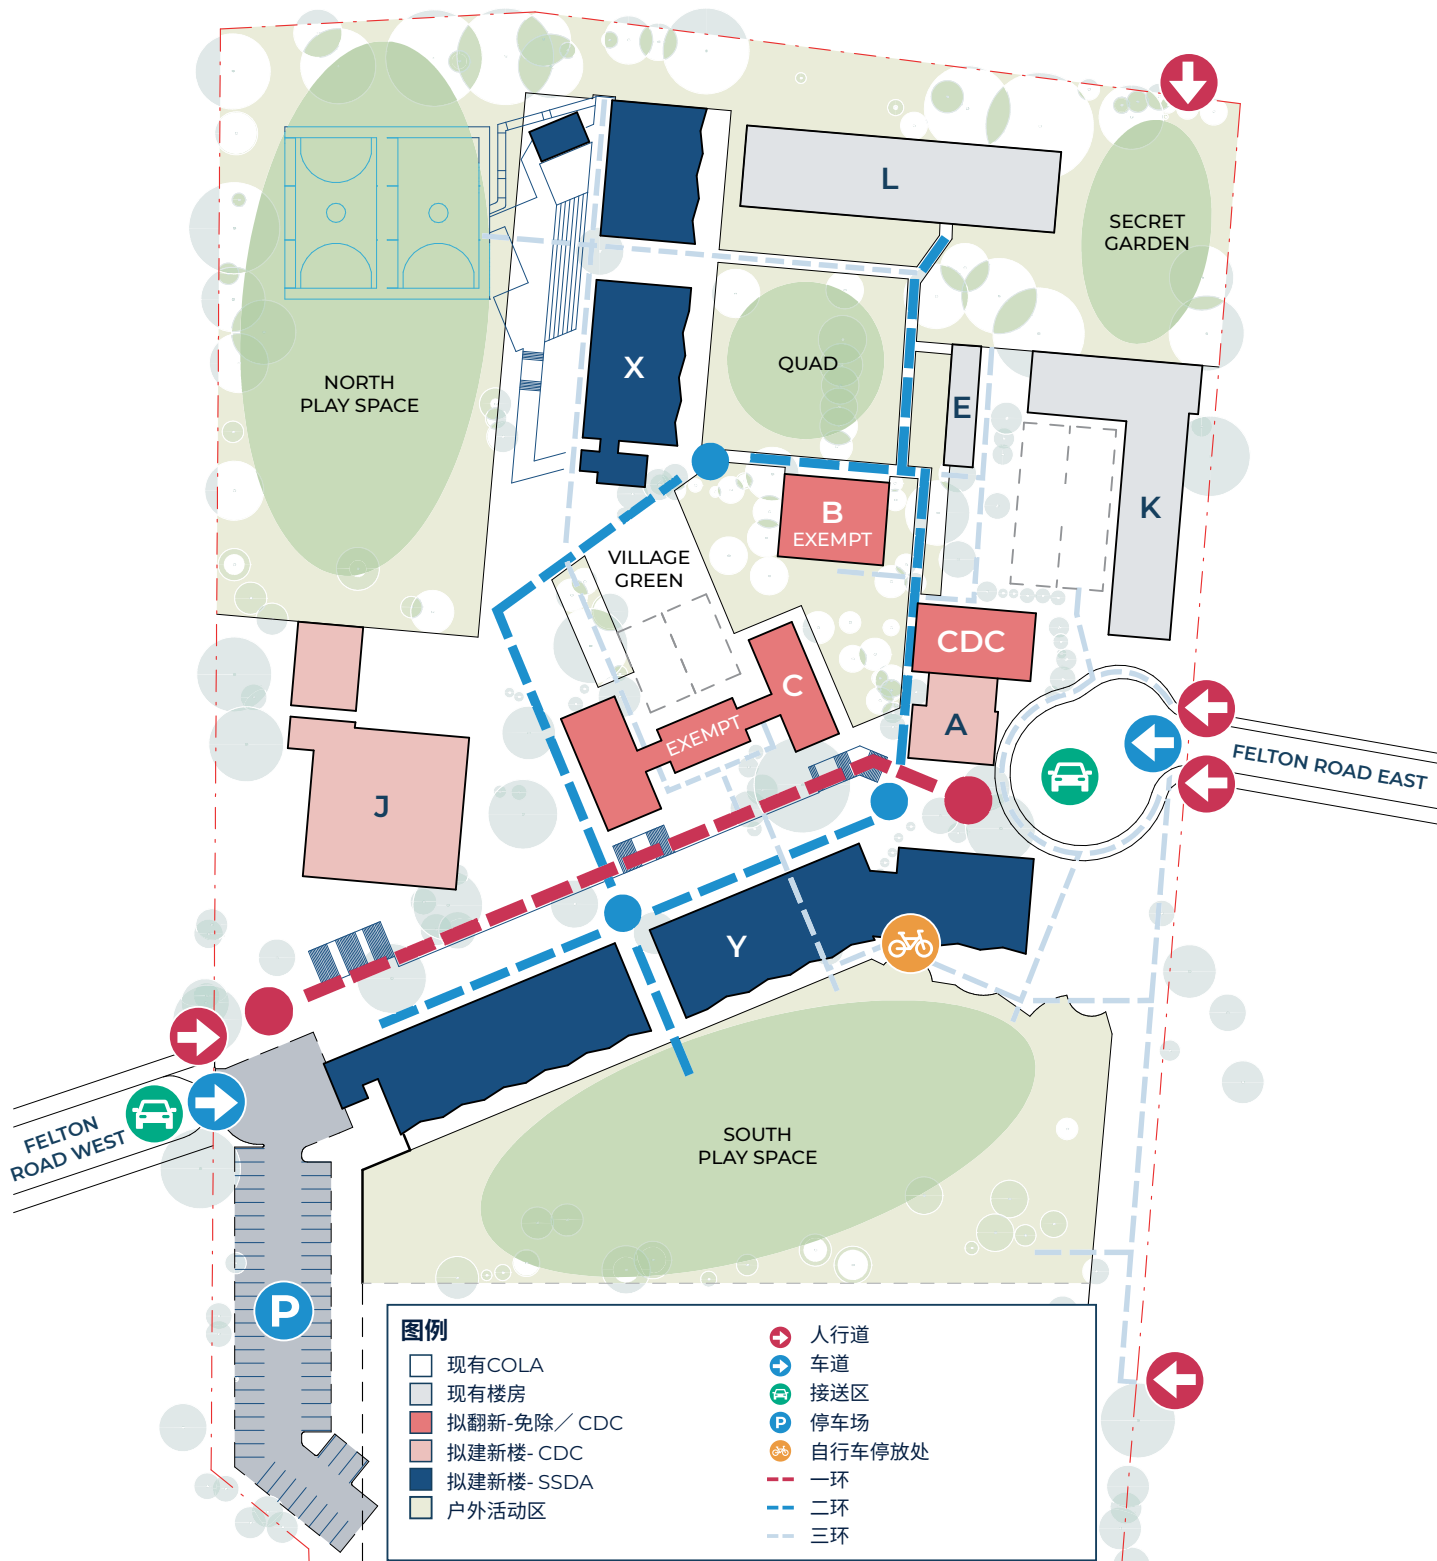 L
SECRET
GARDEN
X
QUAD
NORTH
PLAY SPACE
E
K
B
EXEMPT
VILLAGE
GREEN
CDC
C
EXEMPT
A
FELTON ROAD EAST
J
Y
FELTON
ROAD WEST
SOUTH
PLAY SPACE
P
图例
现有COLA
现有楼房
拟翻新-免除／CDC
拟建新楼- CDC
拟建新楼- SSDA
户外活动区
人行道
车道
接送区
P 停车场
自行车停放处
一环
二环
三环